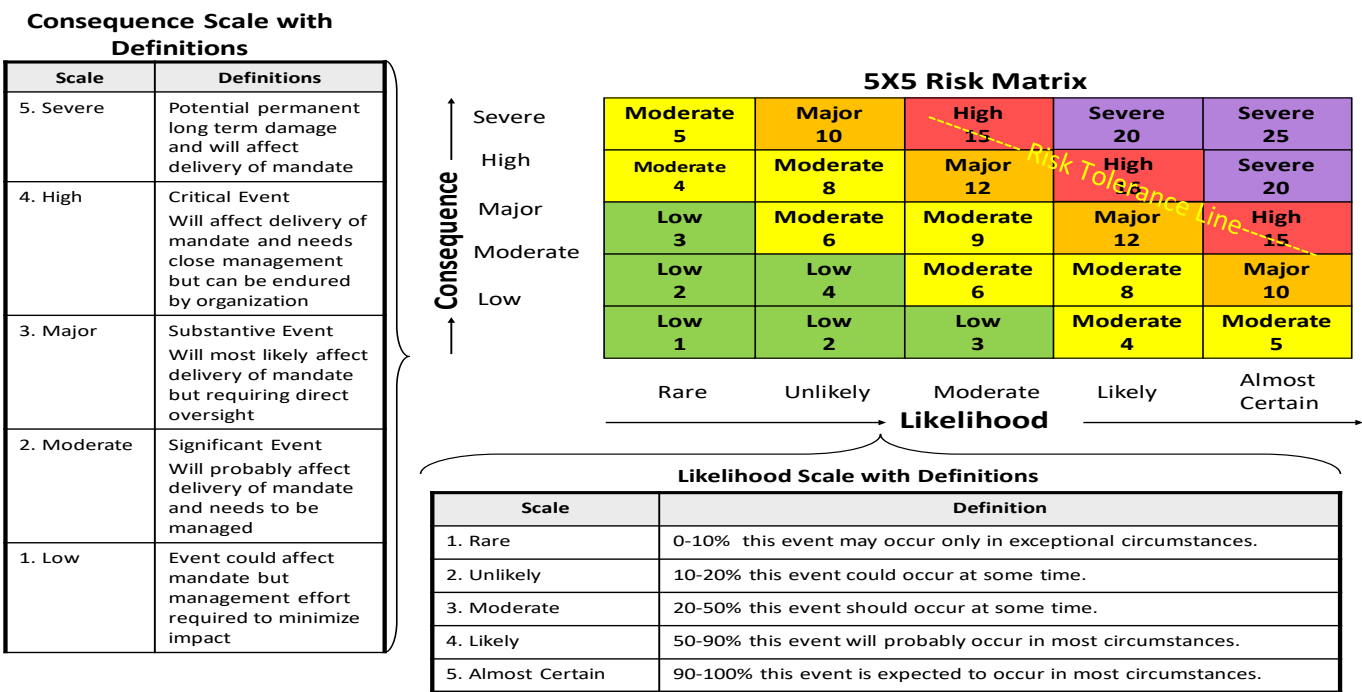 Consequence Scale with
Definitions
Scale Definitions
5. Severe Potential permanent
long term damage
and will affect
delivery of mandate
4. High Critical Event
Will affect delivery of
mandate and needs
close management
but can be endured
by organization
3. Major Substantive Event
Will most likely affect
delivery of mandate
but requiring direct
oversight
2. Moderate Significant Event
Will probably affect
delivery of mandate
and needs to be
managed
1. Low Event could affect
mandate but
management effort
required to minimize
impact
5X5 Risk Matrix
Consequence
Severe Moderate Major High Severe Severe
5 10 15 20 25
High Moderate Moderate Major High Severe
4 8 12 16 20
Major Low Moderate Moderate Major High
3 6 9 12 15
Moderate Low Low Moderate Moderate Major
2 4 6 8 10
Low Low Low Low Moderate Moderate
1 2 3 4 5
------- Risk Tolerance Line-------
Rare Unlikely Moderate Likely Almost
Certain
Likelihood
Likelihood Scale with Definitions
Scale Definition
1. Rare 0-10% this event may occur only in exceptional circumstances.
2. Unlikely 10-20% this event could occur at some time.
3. Moderate 20-50% this event should occur at some time.
4. Likely 50-90% this event will probably occur in most circumstances.
5. Almost Certain 90-100% this event is expected to occur in most circumstances.